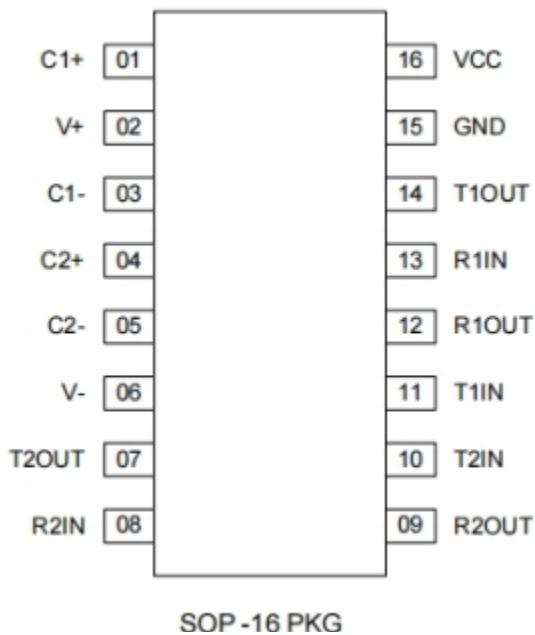 C1+ 01 16 VCC
V+ 02 15 GND
C1- 03 14 T1OUT
C2+ 04 13 R1IN
C2- 05 12 R1OUT
V- 06 11 T1IN
T2OUT 07 10 T2IN
R2IN 08 09 R2OUT
SOP -16 PKG